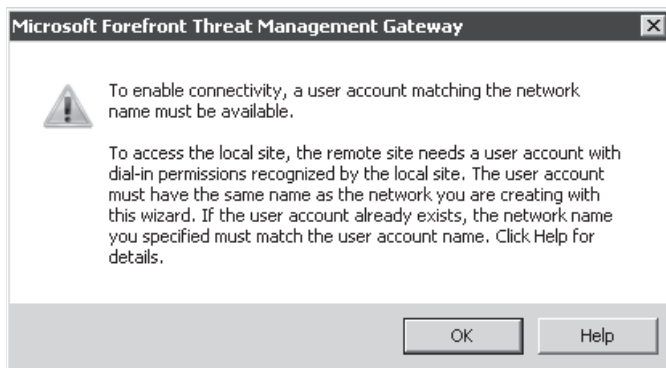 Microsoft Forefront Threat Management Gateway
To enable connectivity, a user account matching the network
name must be available.
To access the local site, the remote site needs a user account with
dial-in permissions recognized by the local site. The user account
must have the same name as the network you are creating with
this wizard. If the user account already exists, the network name
you specified must match the user account name. Click Help for
details.
OK
Help